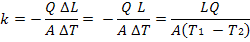 k = − Q ΔL / A ΔT = − Q L / A ΔT = LQ / A(T1 − T2)